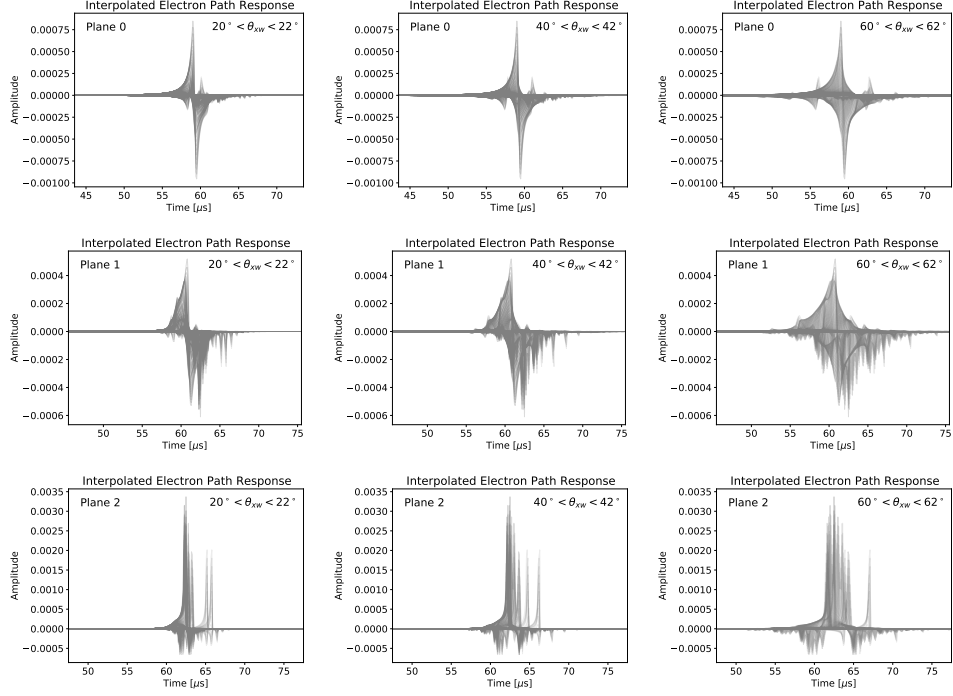 Interpolated Electron Path Response
Plane 0
20° < θxw < 22°
0.00075
0.00050
0.00025
0.00000
−0.00025
−0.00050
−0.00075
−0.00100
Amplitude
45 50 55 60 65 70
Time [μs]
Interpolated Electron Path Response
Plane 0
40° < θxw < 42°
0.00075
0.00050
0.00025
0.00000
−0.00025
−0.00050
−0.00075
−0.00100
Amplitude
45 50 55 60 65 70
Time [μs]
Interpolated Electron Path Response
Plane 0
60° < θxw < 62°
0.00075
0.00050
0.00025
0.00000
−0.00025
−0.00050
−0.00075
−0.00100
Amplitude
45 50 55 60 65 70
Time [μs]
Interpolated Electron Path Response
Plane 1
20° < θxw < 22°
0.0004
0.0002
0.0000
−0.0002
−0.0004
−0.0006
Amplitude
50 55 60 65 70 75
Time [μs]
Interpolated Electron Path Response
Plane 1
40° < θxw < 42°
0.0004
0.0002
0.0000
−0.0002
−0.0004
−0.0006
Amplitude
50 55 60 65 70 75
Time [μs]
Interpolated Electron Path Response
Plane 1
60° < θxw < 62°
0.0004
0.0002
0.0000
−0.0002
−0.0004
−0.0006
Amplitude
50 55 60 65 70 75
Time [μs]
Interpolated Electron Path Response
Plane 2
20° < θxw < 22°
0.0035
0.0030
0.0025
0.0020
0.0015
0.0010
0.0005
0.0000
−0.0005
Amplitude
50 55 60 65 70 75
Time [μs]
Interpolated Electron Path Response
Plane 2
40° < θxw < 42°
0.0035
0.0030
0.0025
0.0020
0.0015
0.0010
0.0005
0.0000
−0.0005
Amplitude
50 55 60 65 70 75
Time [μs]
Interpolated Electron Path Response
Plane 2
60° < θxw < 62°
0.0035
0.0030
0.0025
0.0020
0.0015
0.0010
0.0005
0.0000
−0.0005
Amplitude
50 55 60 65 70 75
Time [μs]